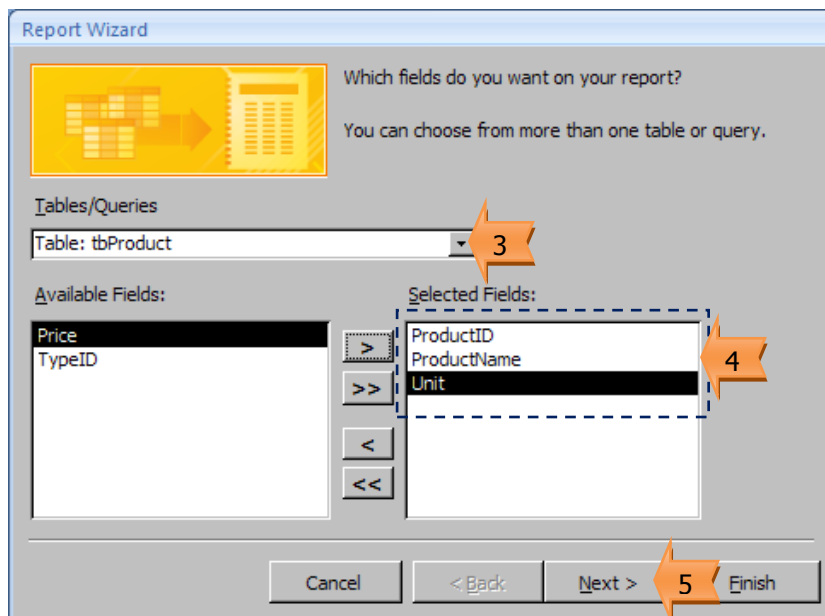 Report Wizard
Which fields do you want on your report?
You can choose from more than one table or query.
Tables/Queries
Table: tbProduct
3
Available Fields:
Selected Fields:
Price
TypeID
>
>>
<
<<
ProductID
ProductName
Unit
4
Cancel
< Back
Next >
5
Finish